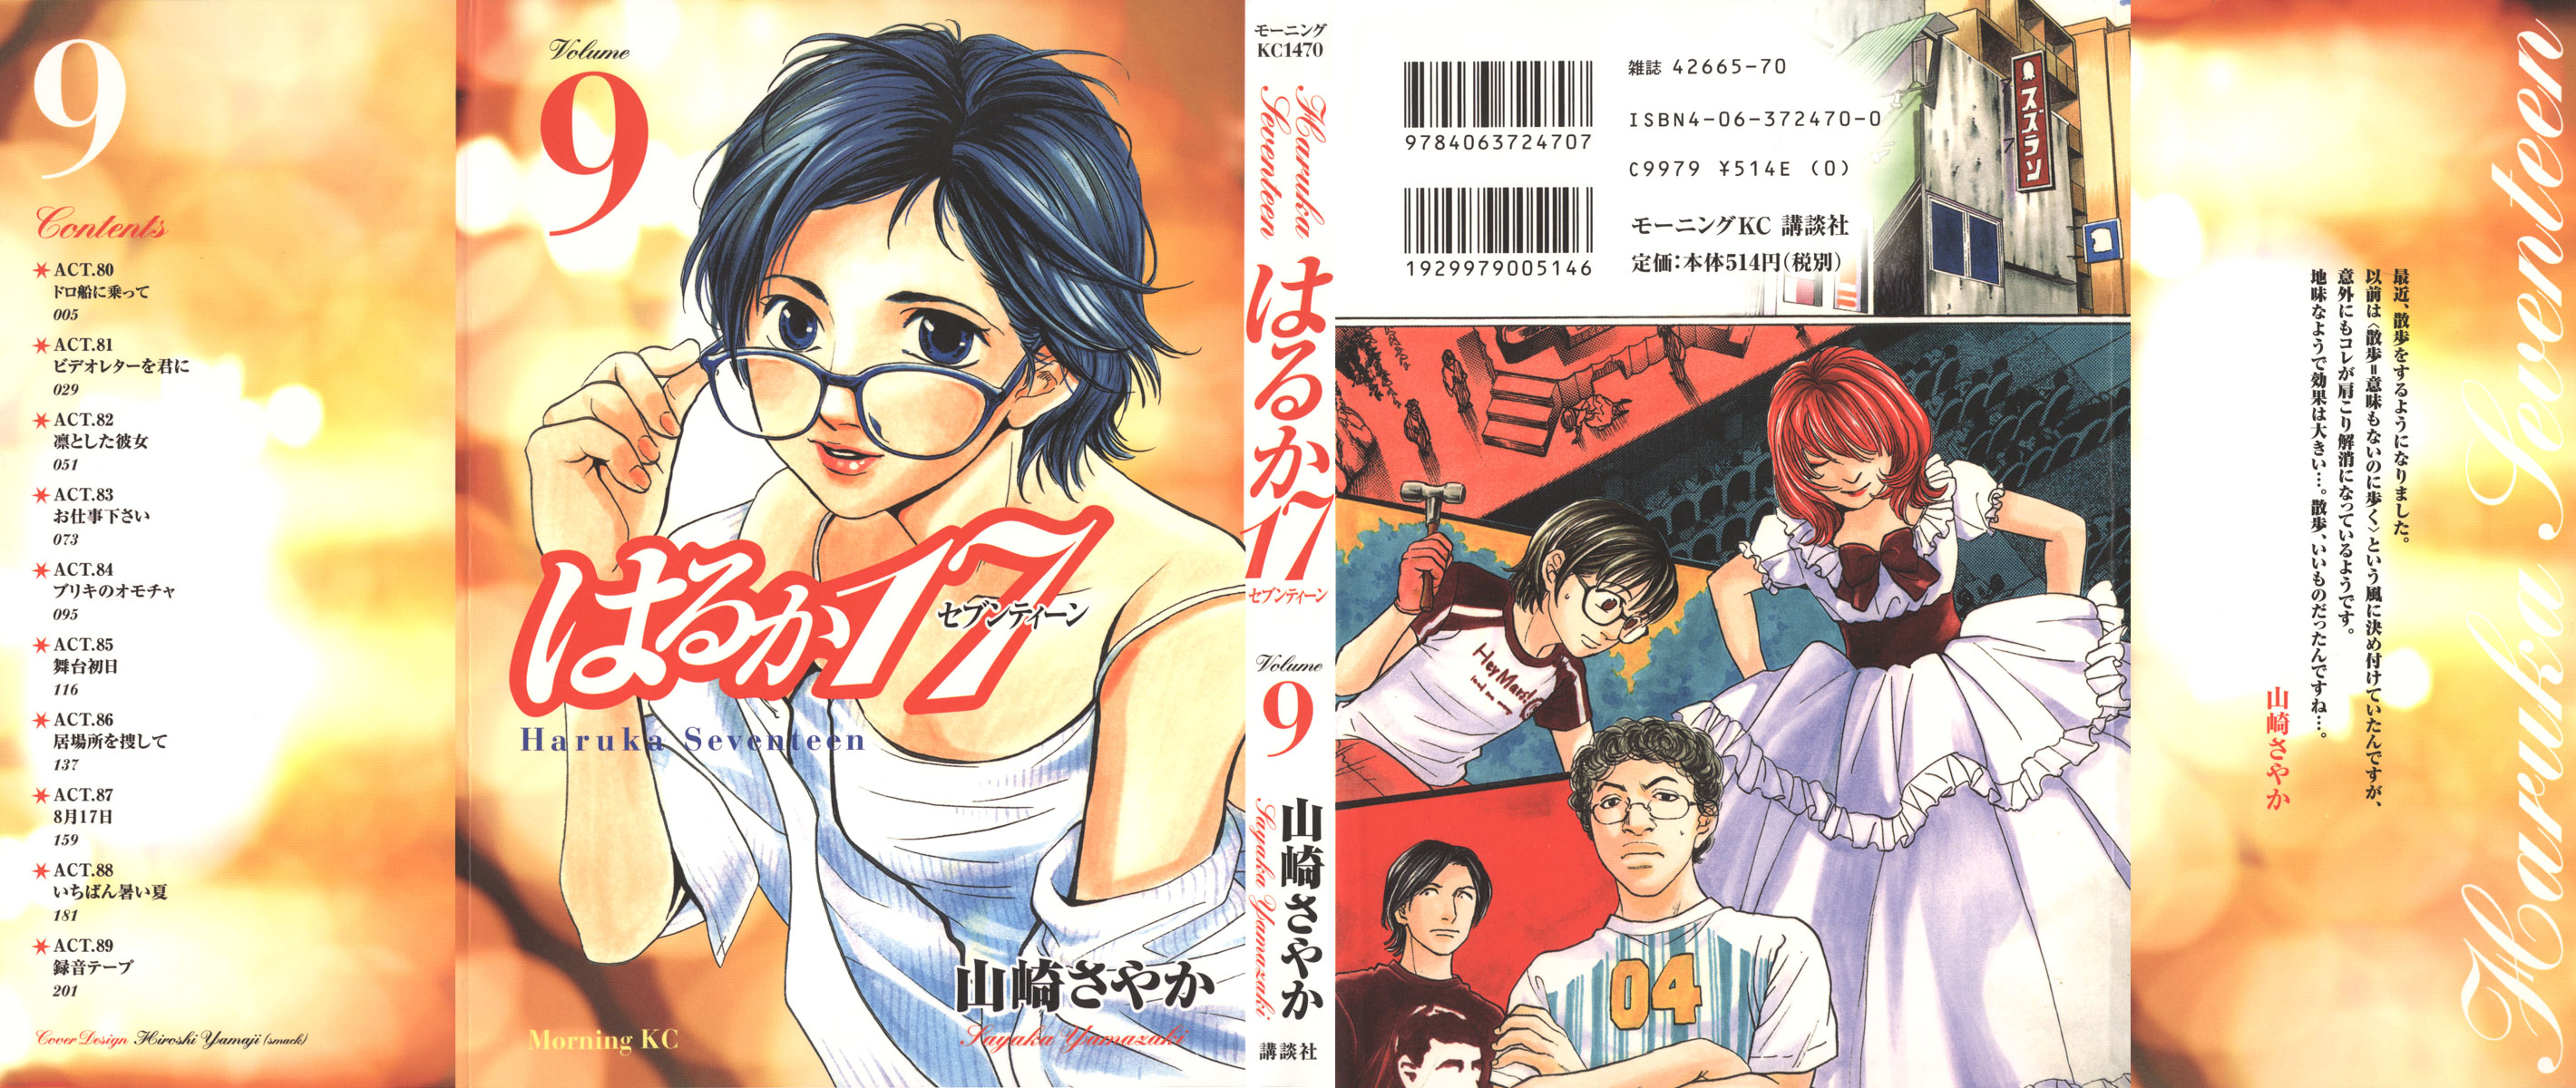 9
Contents
ACT.80
ドロ船に乗って
005
ACT.81
ビデオレターを君に
029
ACT.82
凛とした彼女
051
ACT.83
お仕事下さい
073
ACT.84
ブリキのオモチャ
095
ACT.85
舞台初日
116
ACT.86
居場所を捜して
137
ACT.87
8月17日
159
ACT.88
いちばん暑い夏
181
ACT.89
録音テープ
201
Cover Design Hiroshi Yamaji (smack)
Volume
9
はるか17
セブンティーン
Haruka Seventeen
山崎さやか
Sayaka Yamazaki
Morning KC
モーニング
KC1470
Haruka
Seventeen
はるか17
セブンティーン
Volume
9
山崎さやか
Sayaka Yamazaki
講談社
9784063724707
1929979005146
雑誌 42665-70
ISBN4-06-372470-0
C9979 ¥514E (0)
モーニングKC 講談社
定価：本体514円(税別)
スズラン
Hey Mars!
04
最近、散歩をするようになりました。
以前は〈散歩=意味もないのに歩く〉という風に決め付けていたんですが、
意外にもコレが肩こり解消になっているようです。
地味なようで効果は大きい…。散歩、いいものだったんですね…。
山崎さやか
Haruka Seventeen